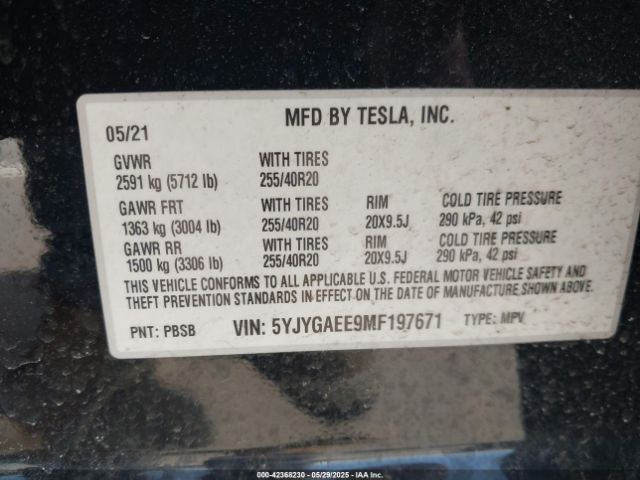 MFD BY TESLA, INC.
05/21
GVWR WITH TIRES
2591 kg (5712 lb) 255/40R20
GAWR FRT WITH TIRES RIM COLD TIRE PRESSURE
1363 kg (3004 lb) 255/40R20 20X9.5J 290 kPa, 42 psi
GAWR RR WITH TIRES RIM COLD TIRE PRESSURE
1500 kg (3306 lb) 255/40R20 20X9.5J 290 kPa, 42 psi
THIS VEHICLE CONFORMS TO ALL APPLICABLE U.S. FEDERAL MOTOR VEHICLE SAFETY AND
THEFT PREVENTION STANDARDS IN EFFECT ON THE DATE OF MANUFACTURE SHOWN ABOVE.
PNT: PBSB VIN: 5YJYGAEE9MF197671 TYPE: MPV
000-42368230 - 05/29/2025 - IAA Inc.